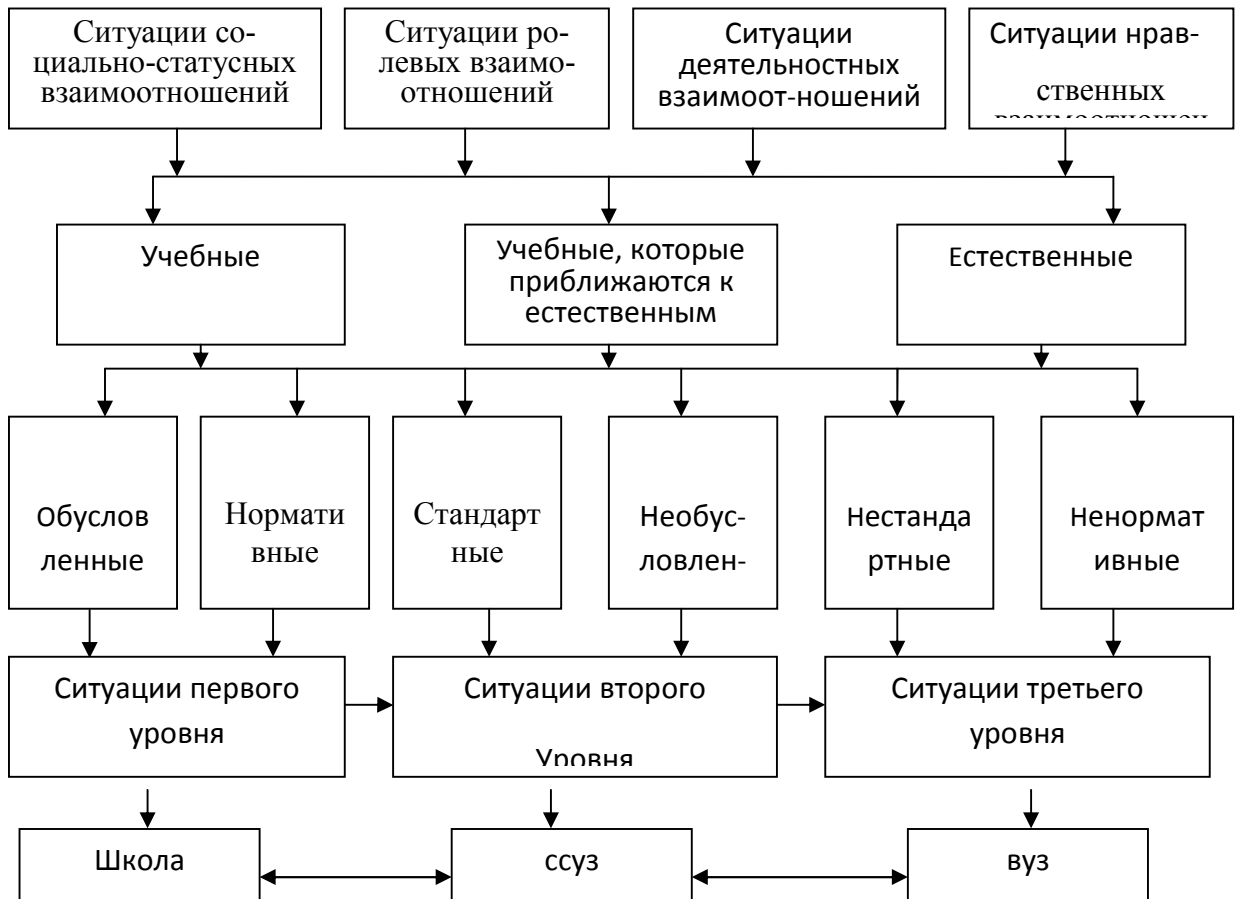 Ситуации со-
циально-статусных
взаимоотношений
Ситуации ро-
левых взаимо-
отношений
Ситуации
деятельностных
взаимоот-ношений
Ситуации нрав-
ственных
Учебные
Учебные, которые
приближаются к
естественным
Естественные
Обуслов
ленные
Нормати
вные
Стандарт
ные
Необус-
ловлен-
Нестанда
ртные
Ненормат
ивные
Ситуации первого
уровня
Ситуации второго
Уровня
Ситуации третьего
уровня
Школа
ссуз
вуз